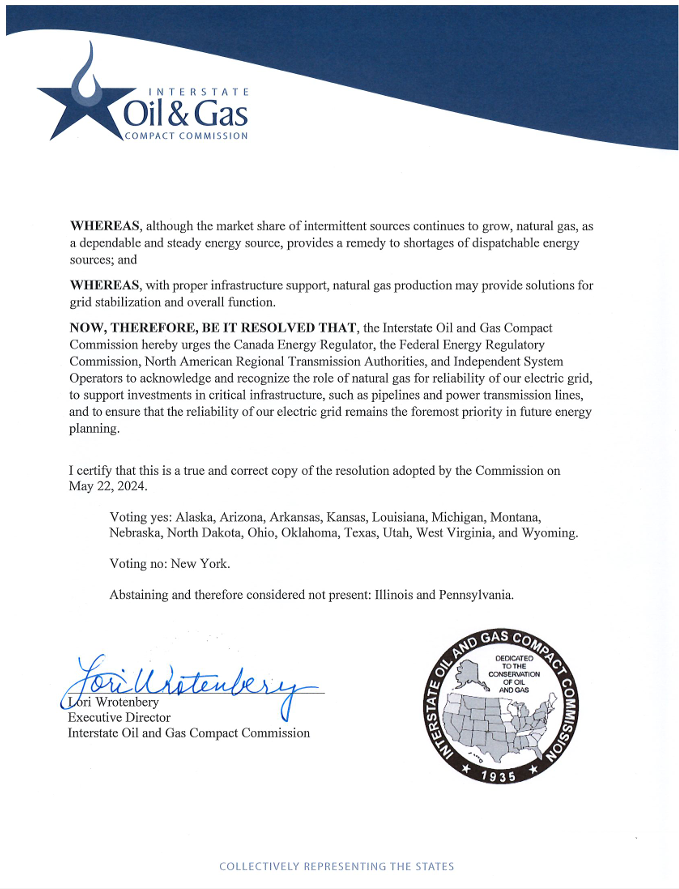 INTERSTATE
Oil & Gas
COMPACT COMMISSION
WHEREAS, although the market share of intermittent sources continues to grow, natural gas, as
a dependable and steady energy source, provides a remedy to shortages of dispatchable energy
sources; and
WHEREAS, with proper infrastructure support, natural gas production may provide solutions for
grid stabilization and overall function.
NOW, THEREFORE, BE IT RESOLVED THAT, the Interstate Oil and Gas Compact
Commission hereby urges the Canada Energy Regulator, the Federal Energy Regulatory
Commission, North American Regional Transmission Authorities, and Independent System
Operators to acknowledge and recognize the role of natural gas for reliability of our electric grid,
to support investments in critical infrastructure, such as pipelines and power transmission lines,
and to ensure that the reliability of our electric grid remains the foremost priority in future energy
planning.
I certify that this is a true and correct copy of the resolution adopted by the Commission on
May 22, 2024.
Voting yes: Alaska, Arizona, Arkansas, Kansas, Louisiana, Michigan, Montana,
Nebraska, North Dakota, Ohio, Oklahoma, Texas, Utah, West Virginia, and Wyoming.
Voting no: New York.
Abstaining and therefore considered not present: Illinois and Pennsylvania.
Lori Wrotenbery
Lori Wrotenbery
Executive Director
Interstate Oil and Gas Compact Commission
INTERSTATE OIL AND GAS COMPACT COMMISSION
DEDICATED
TO THE
CONSERVATION
OF OIL
AND GAS
1935
COLLECTIVELY REPRESENTING THE STATES